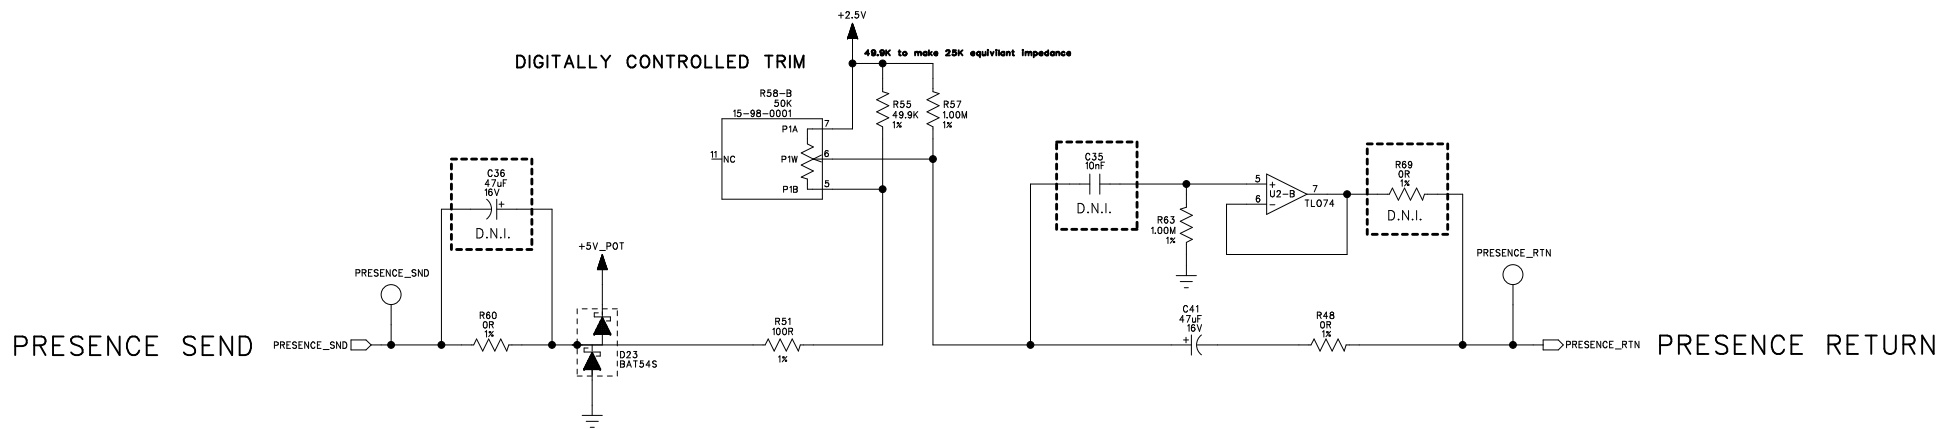 +2.5V
49.9K to make 25K equivilant impedance
DIGITALLY CONTROLLED TRIM
R58-B
50K
15-98-0001
P1A
7
11
NC
P1W
6
P1B
5
R55
49.9K
1%
R57
1.00M
1%
C36
47uF
16V
+
D.N.I.
C35
10nF
D.N.I.
R63
1.00M
1%
5
+
6
-
U2-B
7
TL074
R69
0R
1%
D.N.I.
+5V_POT
PRESENCE_SND
PRESENCE_RTN
PRESENCE SEND
PRESENCE_SND
R60
0R
1%
D23
BAT54S
R51
100R
1%
C41
47uF
16V
+
R48
0R
1%
PRESENCE_RTN
PRESENCE RETURN